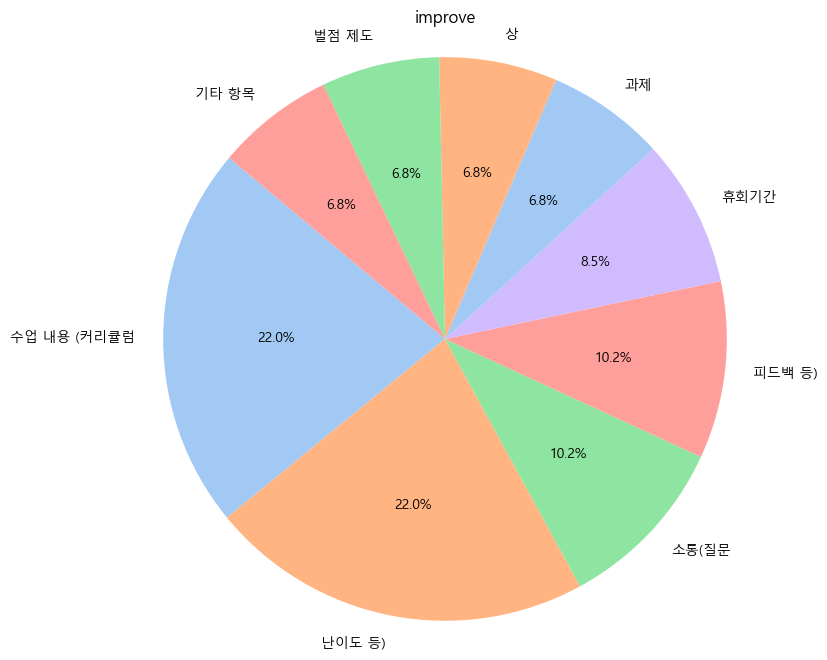 improve
벌점 제도
상
기타 항목
과제
6.8%
6.8%
6.8%
6.8%
휴회기간
8.5%
수업 내용 (커리큘럼
22.0%
10.2%
피드백 등)
10.2%
22.0%
소통(질문
난이도 등)